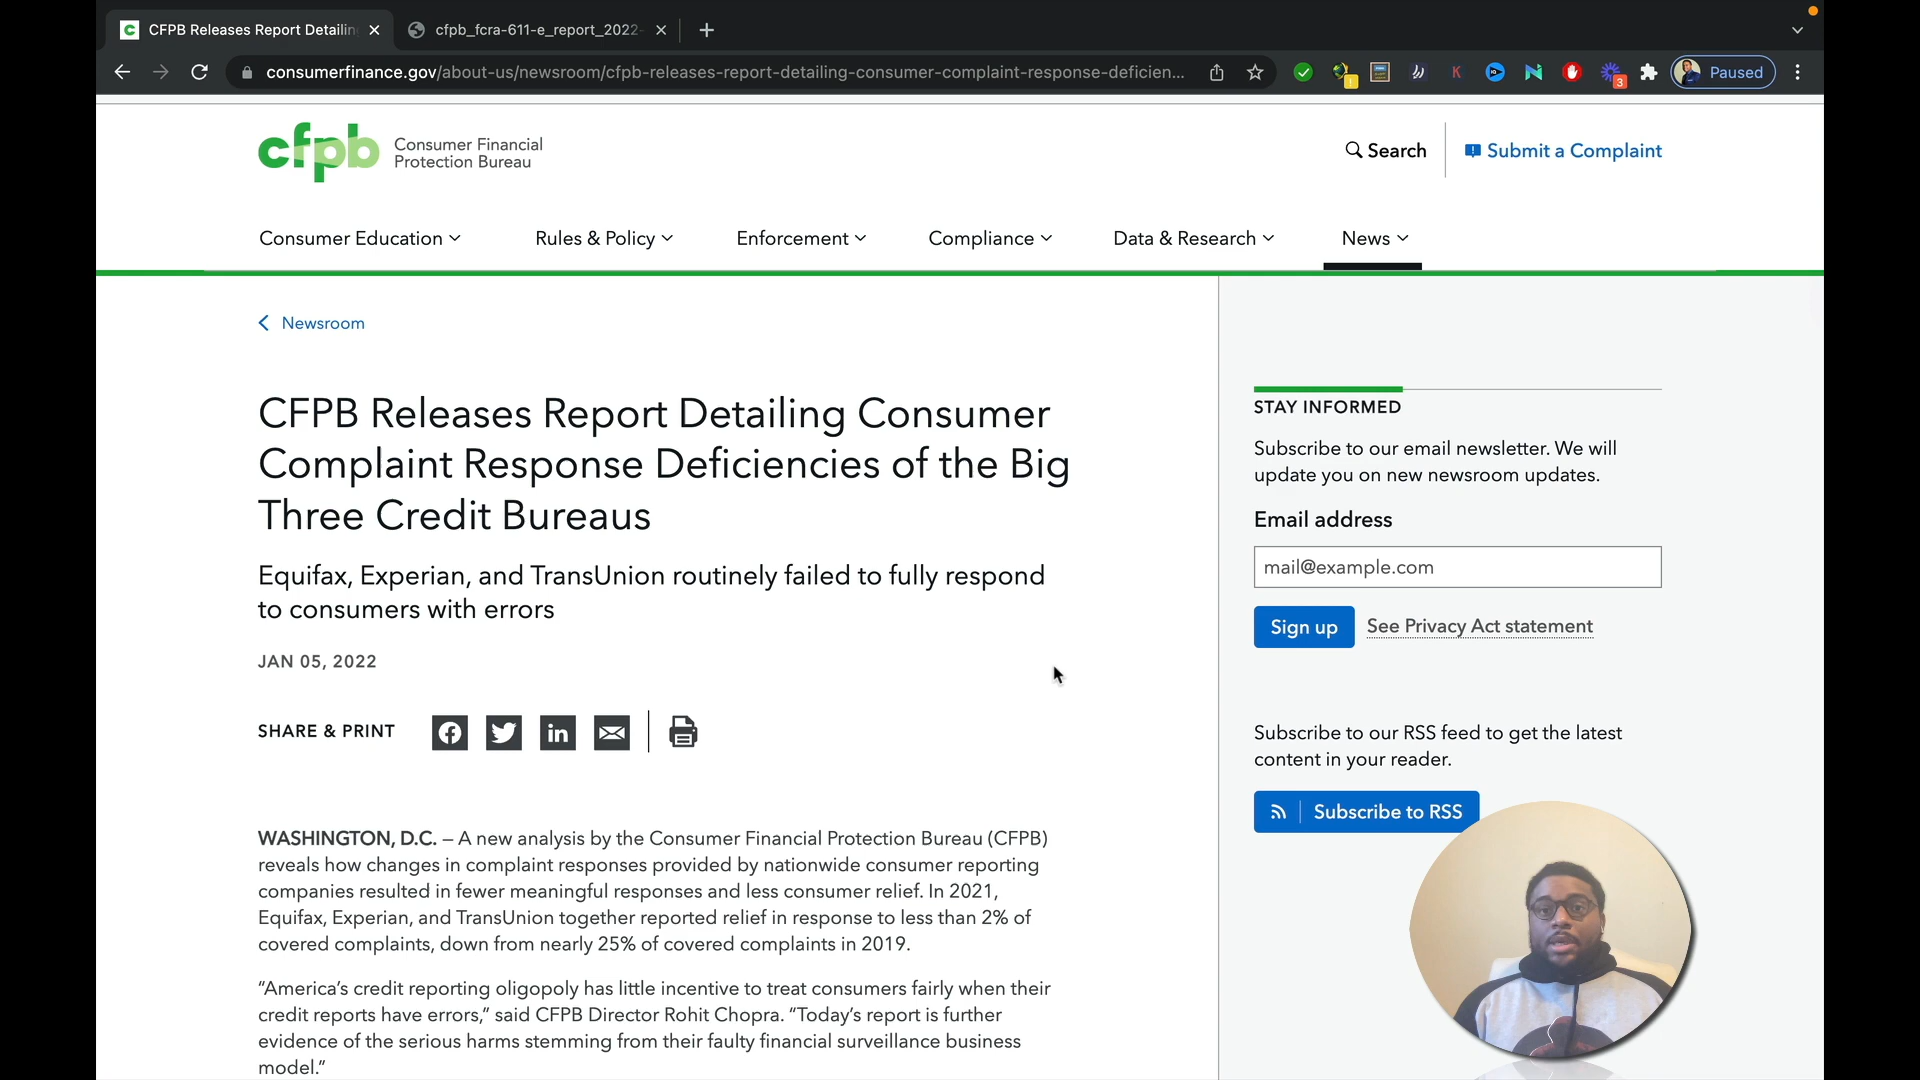 CFPB Releases Report Detailin
cfpb_fcra-611-e_report_2022-
consumerfinance.gov/about-us/newsroom/cfpb-releases-report-detailing-consumer-complaint-response-deficien...
Paused
3
cfpb
Consumer Financial
Protection Bureau
Search
Submit a Complaint
Consumer Education
Rules & Policy
Enforcement
Compliance
Data & Research
News
Newsroom
CFPB Releases Report Detailing Consumer
Complaint Response Deficiencies of the Big
Three Credit Bureaus
Equifax, Experian, and TransUnion routinely failed to fully respond
to consumers with errors
JAN 05, 2022
SHARE & PRINT
WASHINGTON, D.C. – A new analysis by the Consumer Financial Protection Bureau (CFPB)
reveals how changes in complaint responses provided by nationwide consumer reporting
companies resulted in fewer meaningful responses and less consumer relief. In 2021,
Equifax, Experian, and TransUnion together reported relief in response to less than 2% of
covered complaints, down from nearly 25% of covered complaints in 2019.
“America’s credit reporting oligopoly has little incentive to treat consumers fairly when their
credit reports have errors,” said CFPB Director Rohit Chopra. “Today’s report is further
evidence of the serious harms stemming from their faulty financial surveillance business
model.”
STAY INFORMED
Subscribe to our email newsletter. We will
update you on new newsroom updates.
Email address
mail@example.com
Sign up
See Privacy Act statement
Subscribe to our RSS feed to get the latest
content in your reader.
Subscribe to RSS